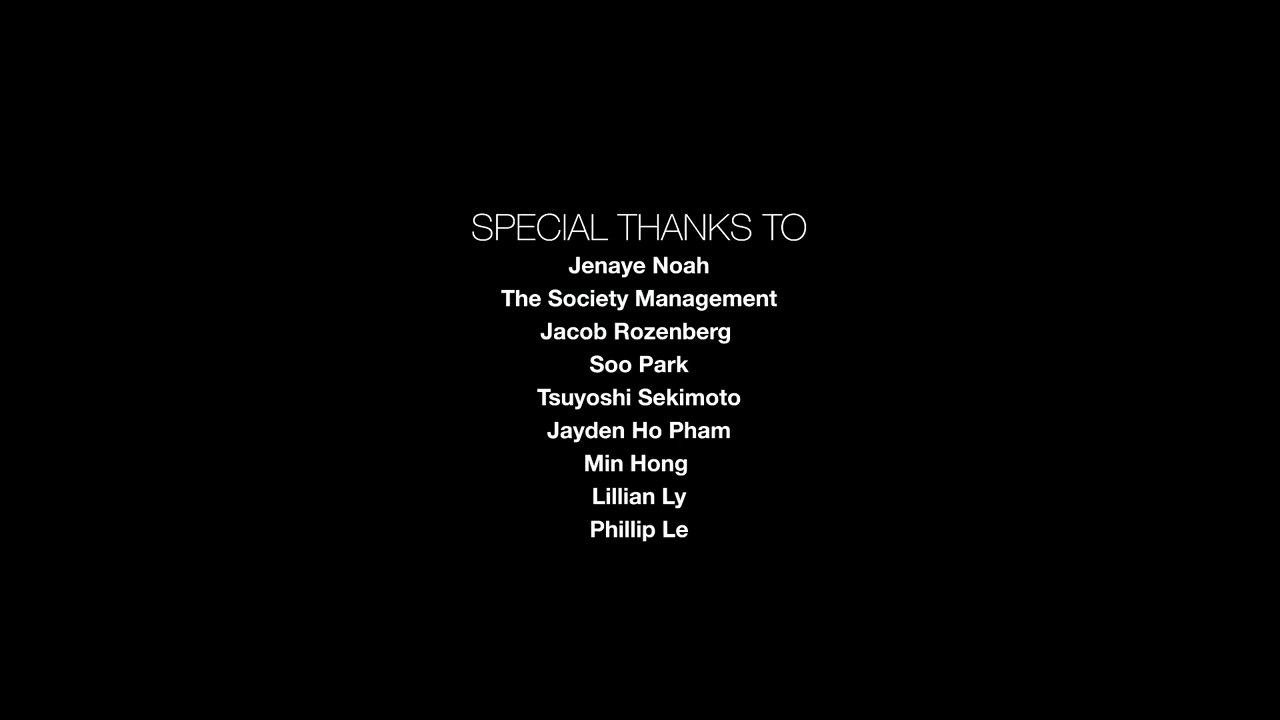 SPECIAL THANKS TO
Jenaye Noah
The Society Management
Jacob Rozenberg
Soo Park
Tsuyoshi Sekimoto
Jayden Ho Pham
Min Hong
Lillian Ly
Phillip Le